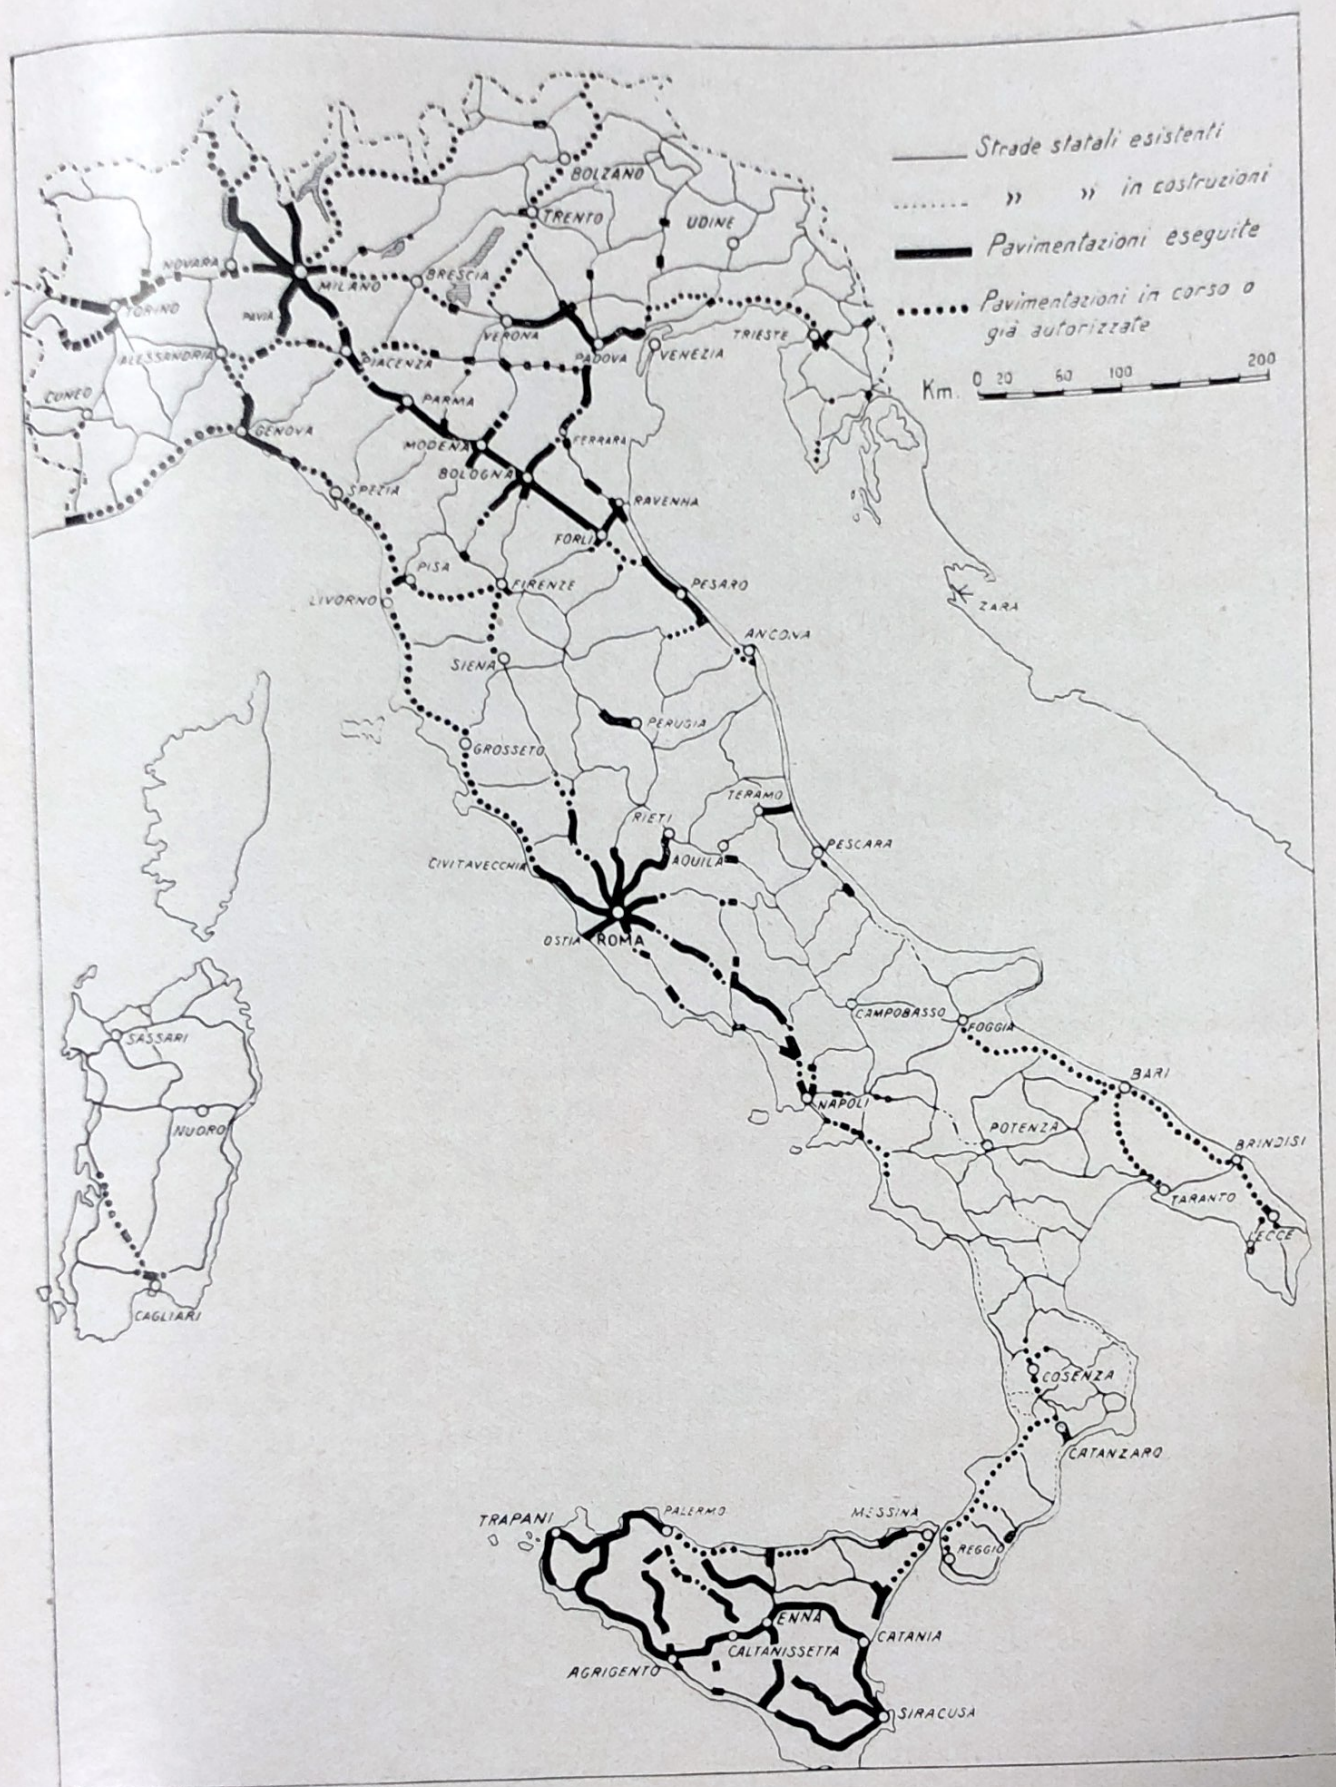 Strade statali esistenti
" " in costruzioni
Pavimentazioni eseguite
Pavimentazioni in corso o
già autorizzate
Km. 0 20 60 100 200
BOLZANO
TRENTO
UDINE
NOVARA
MILANO
BRESCIA
TORINO
PAVIA
VERONA
TRIESTE
ALESSANDRIA
PIACENZA
PADOVA
VENEZIA
CUNEO
PARMA
GENOVA
MODENA
FERRARA
BOLOGNA
SPEZIA
RAVENNA
FORLI
PISA
FIRENZE
PESARO
LIVORNO
ZARA
ANCONA
SIENA
PERUGIA
GROSSETO
TERAMO
RIETI
PESCARA
CIVITAVECCHIA
AQUILA
OSTIA
ROMA
CAMPOBASSO
FOGGIA
SASSARI
BARI
NAPOLI
NUORO
POTENZA
BRINDISI
TARANTO
LECCE
CAGLIARI
COSENZA
CATANZARO
TRAPANI
PALERMO
MESSINA
REGGIO
ENNA
CATANIA
CALTANISSETTA
AGRIGENTO
SIRACUSA